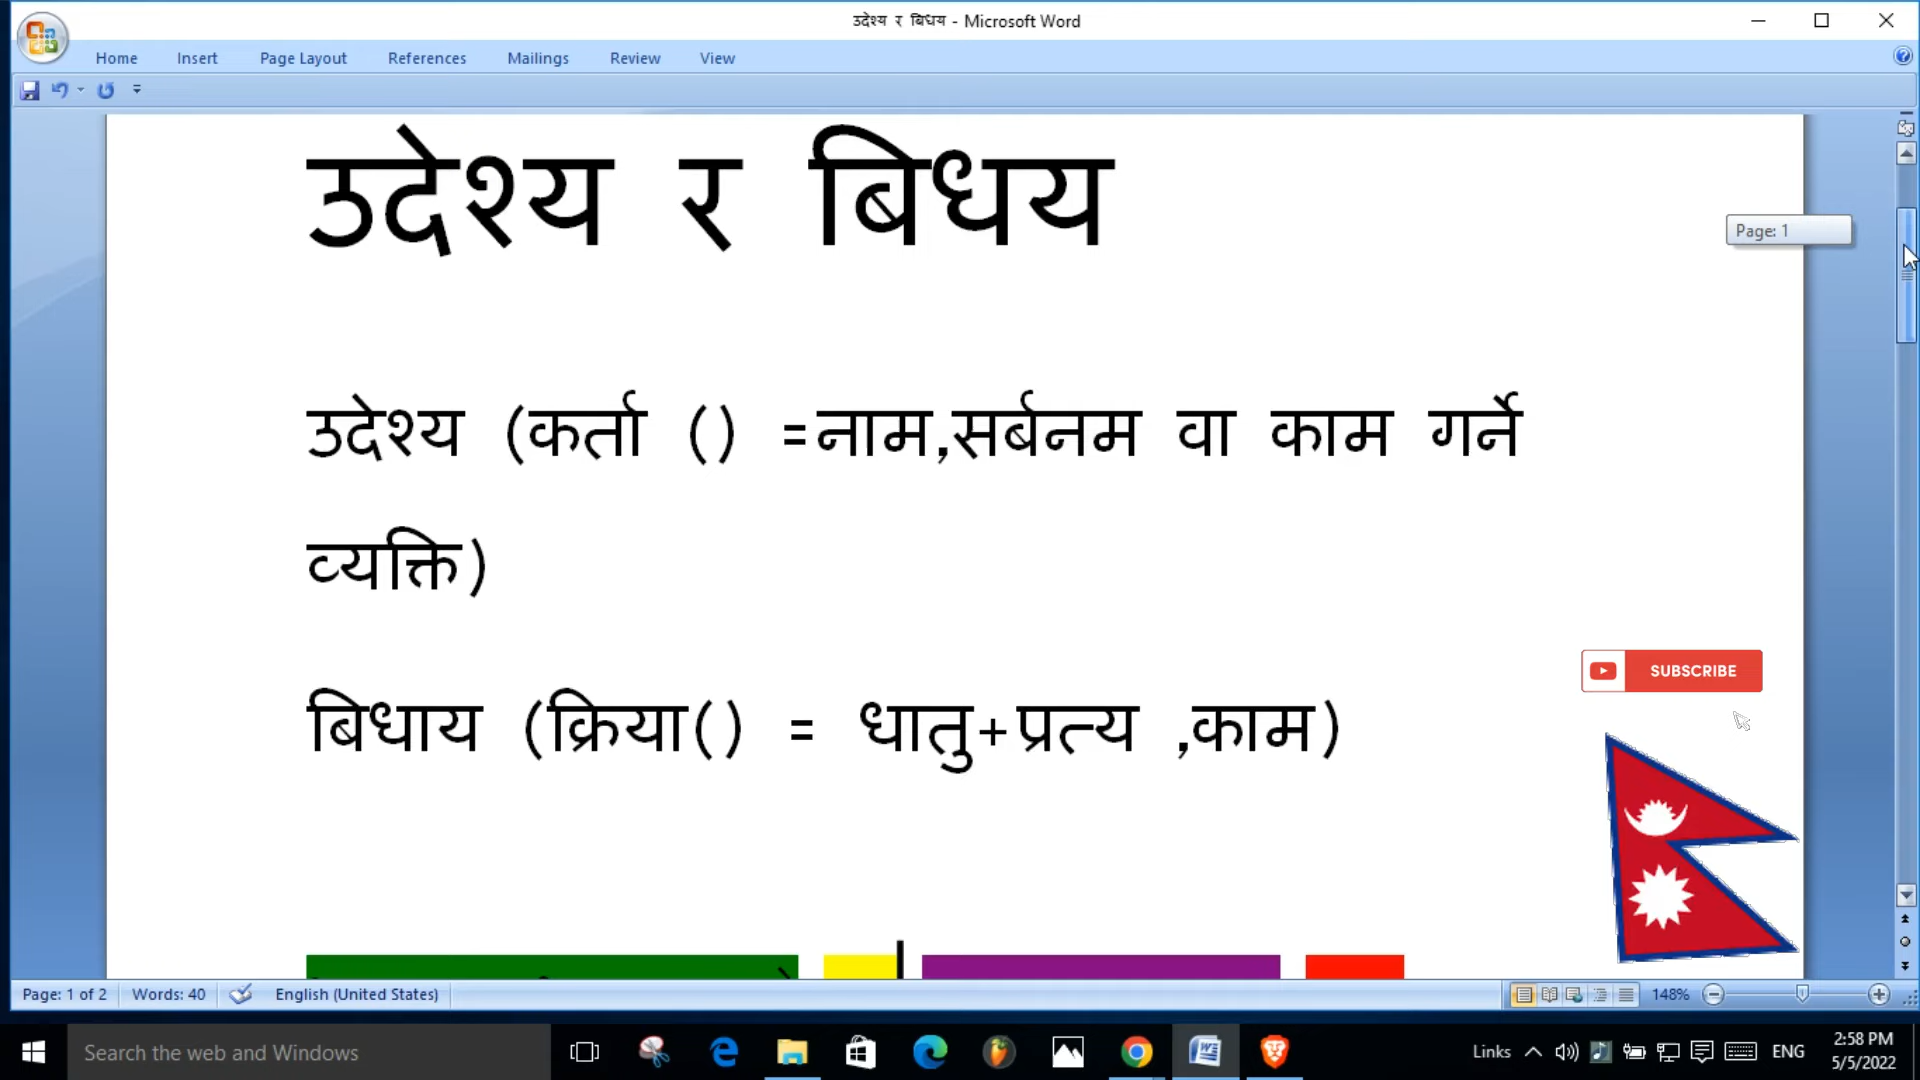 उदेश्य र बिधय - Microsoft Word
Home Insert Page Layout References Mailings Review View
उदेश्य र बिधय
Page: 1
उदेश्य (कर्ता () =नाम,सर्बनम वा काम गर्ने
व्यक्ति)
बिधाय (क्रिया() = धातु+प्रत्य ,काम)
SUBSCRIBE
Page: 1 of 2 Words: 40 English (United States) 148%
Search the web and Windows Links ENG 2:58 PM
5/5/2022